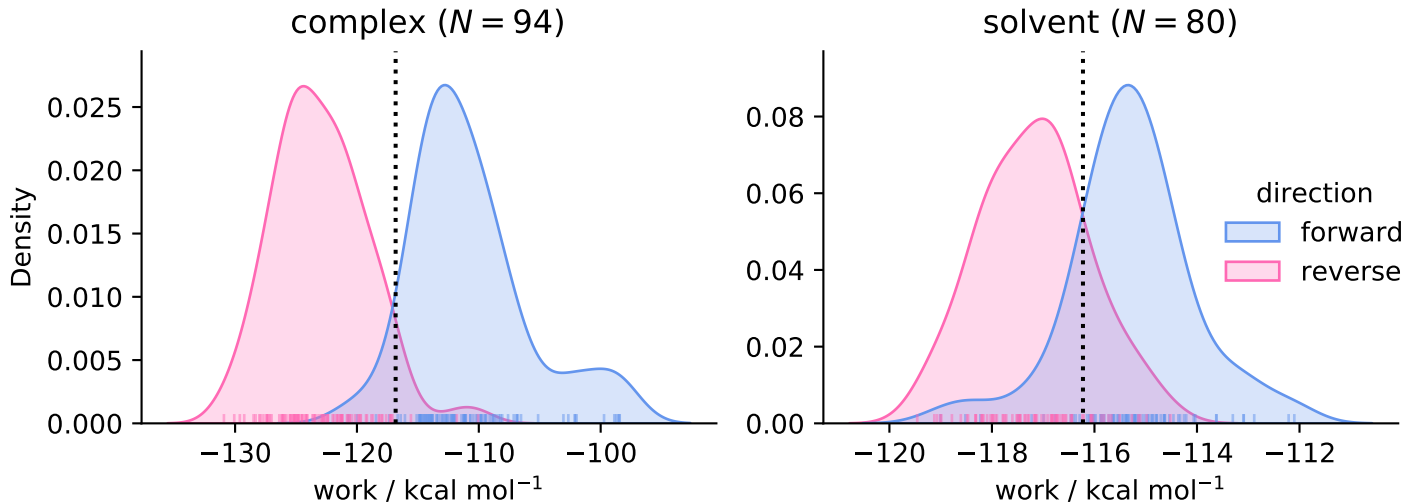 complex (N = 94)
0.025
0.020
0.015
0.010
0.005
0.000
Density
−130 −120 −110 −100
work / kcal mol⁻¹
solvent (N = 80)
0.08
0.06
0.04
0.02
0.00
−120 −118 −116 −114 −112
work / kcal mol⁻¹
direction
forward
reverse